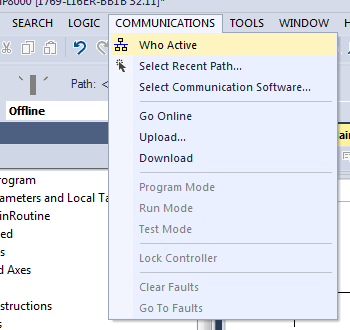 P8000 [1769-L16ER-BB1B 32.11]*
SEARCH LOGIC COMMUNICATIONS TOOLS WINDOW
Who Active
Select Recent Path...
Path: <
Select Communication Software...
Offline
Go Online
Upload...
Download
rogram
Program Mode
rameters and Local Ta
inRoutine
Run Mode
ed
Test Mode
s
d Axes
Lock Controller
s
Clear Faults
structions
s
Go To Faults